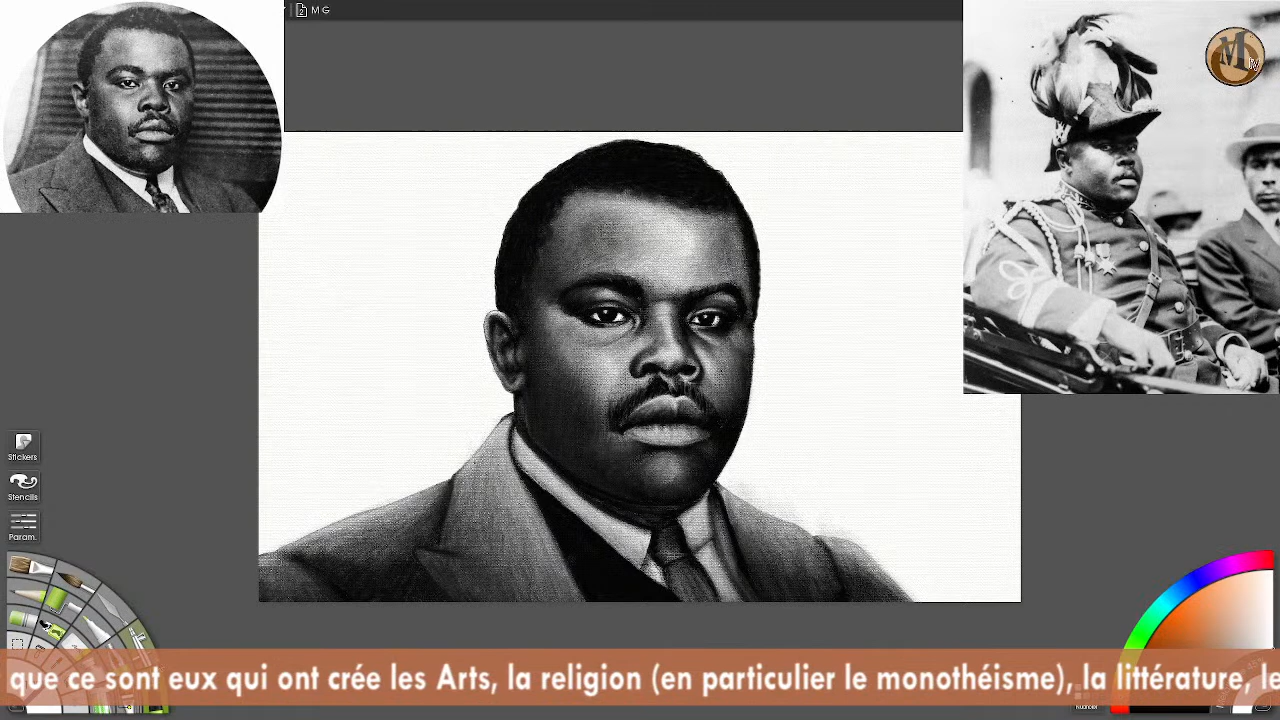 M G
M
TV
Stickers
Stencils
Param.
que ce sont eux qui ont crée les Arts, la religion (en particulier le monothéisme), la littérature, le